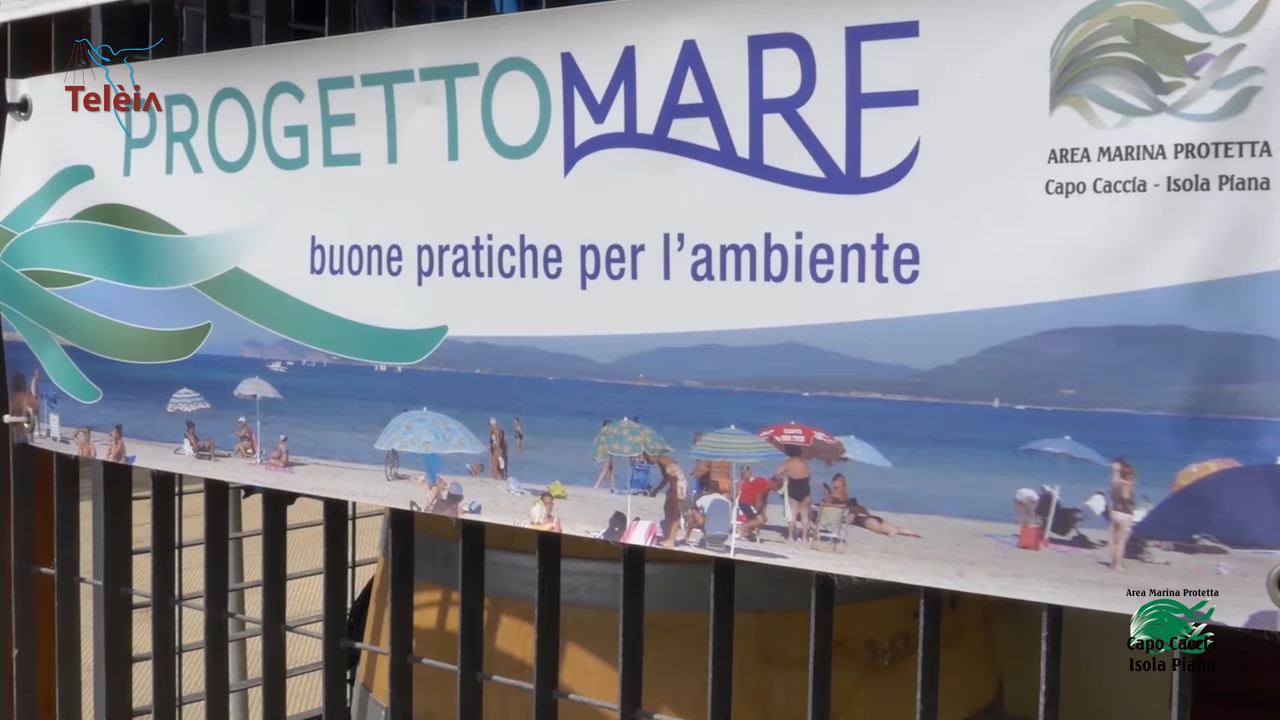 Telèia
PROGETTOMARE
buone pratiche per l'ambiente
AREA MARINA PROTETTA
Capo Caccia - Isola Piana
Area Marina Protetta
Capo Caccia
Isola Piana